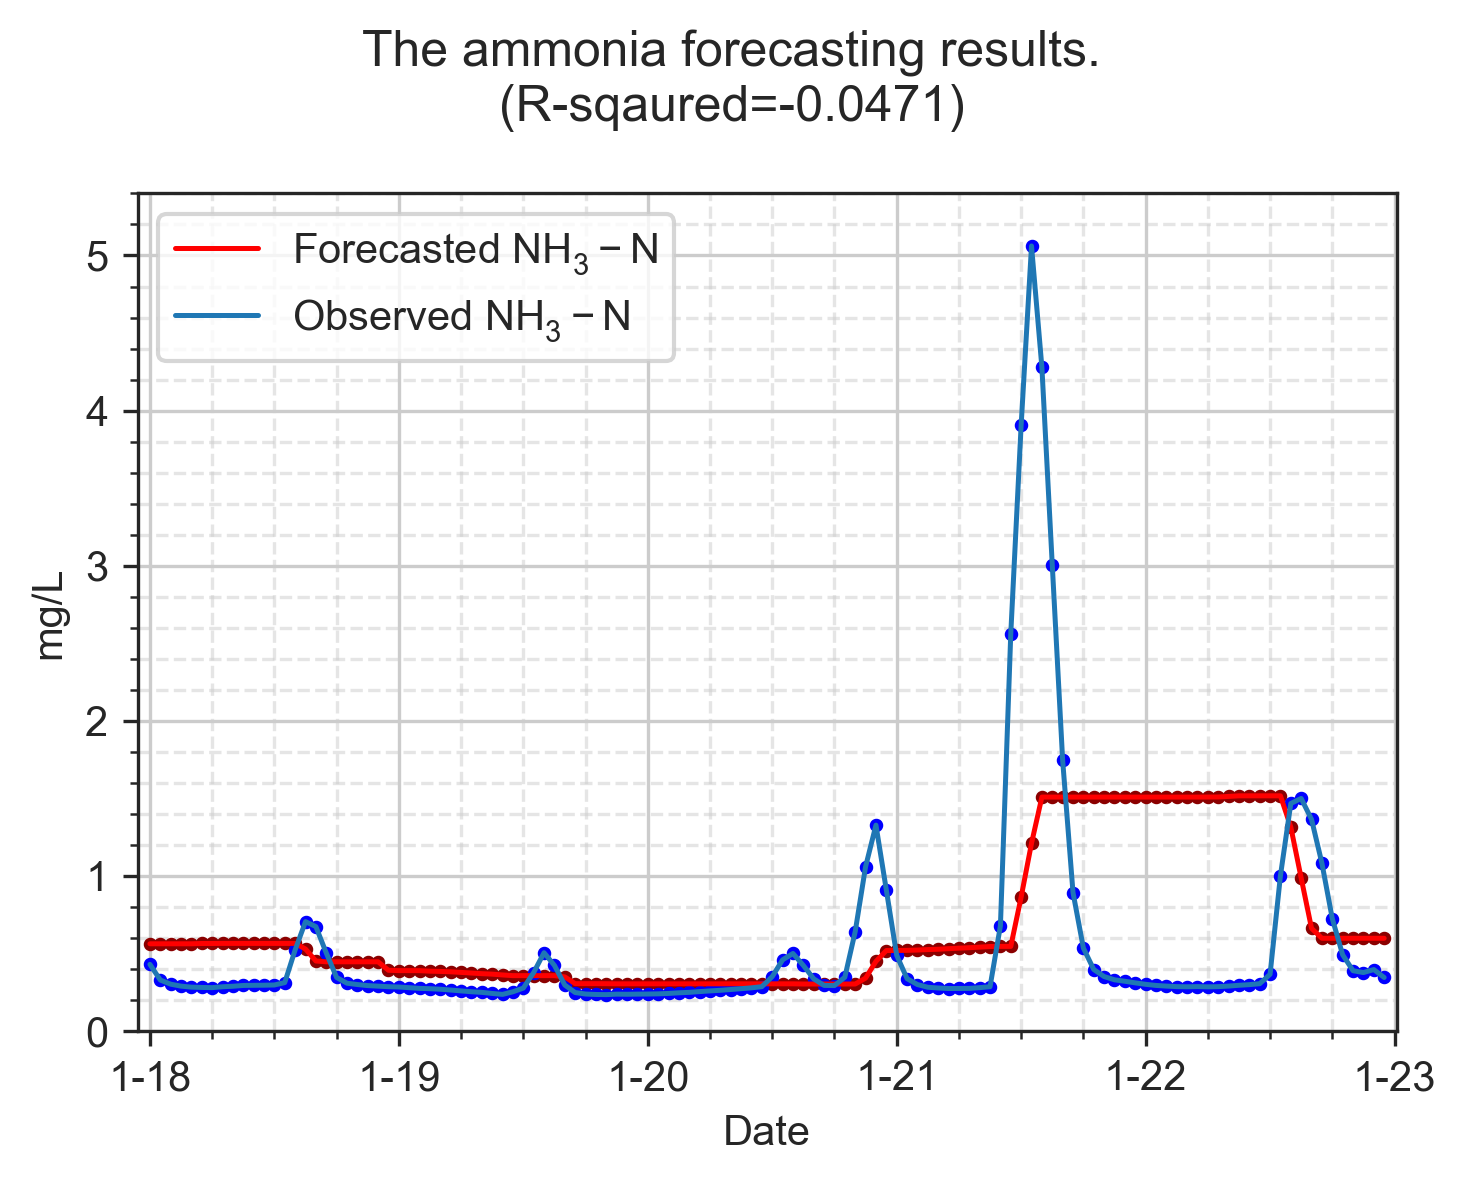 The ammonia forecasting results.
(R-sqaured=-0.0471)
Forecasted NH₃ − N
Observed NH₃ − N
5
4
3
2
1
0
mg/L
1-18 1-19 1-20 1-21 1-22 1-23
Date